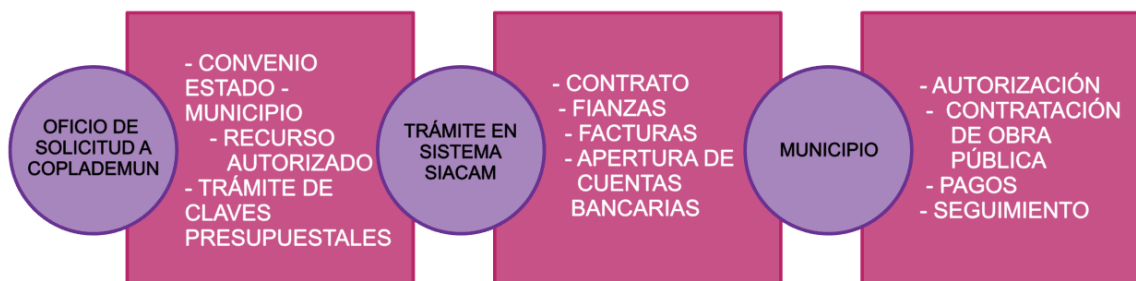 OFICIO DE
SOLICITUD A
COPLADEMUN
- CONVENIO
ESTADO -
MUNICIPIO
- RECURSO
AUTORIZADO
- TRÁMITE DE
CLAVES
PRESUPUESTALES
TRÁMITE EN
SISTEMA
SIACAM
- CONTRATO
- FIANZAS
- FACTURAS
- APERTURA DE
CUENTAS
BANCARIAS
MUNICIPIO
- AUTORIZACIÓN
- CONTRATACIÓN
DE OBRA
PÚBLICA
- PAGOS
- SEGUIMIENTO